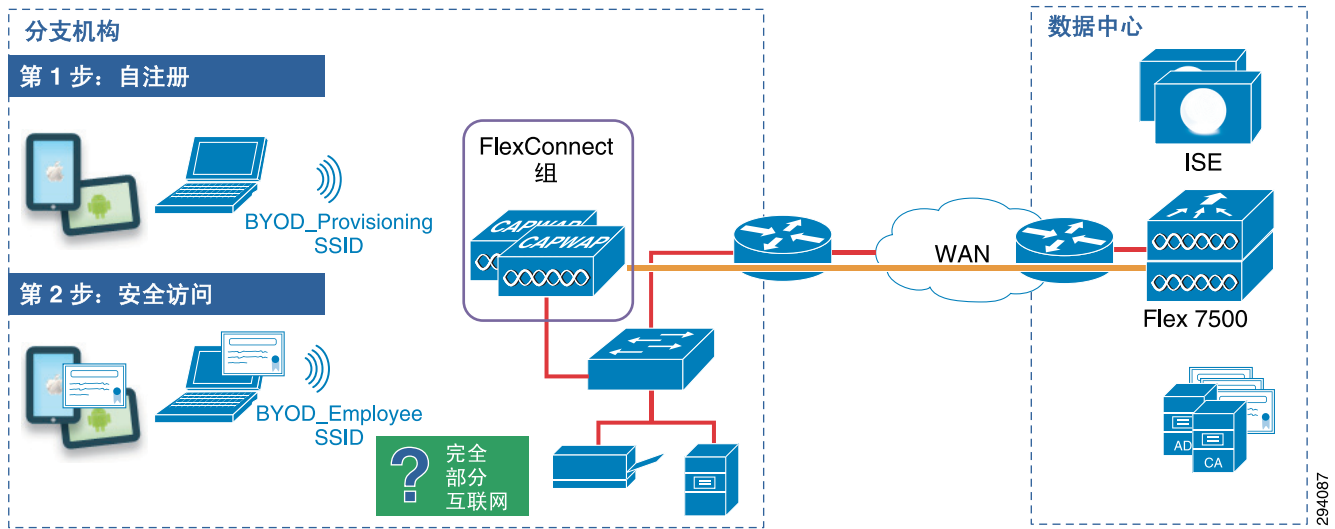 分支机构
第 1 步：自注册
BYOD_Provisioning
SSID
第 2 步：安全访问
BYOD_Employee
SSID
?
完全
部分
互联网
FlexConnect
组
CAPWAP
CAPWAP
WAN
数据中心
ISE
Flex 7500
AD
CA
294087